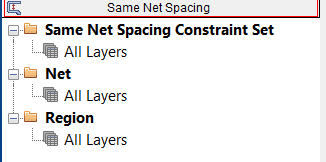 Same Net Spacing
Same Net Spacing Constraint Set
All Layers
Net
All Layers
Region
All Layers